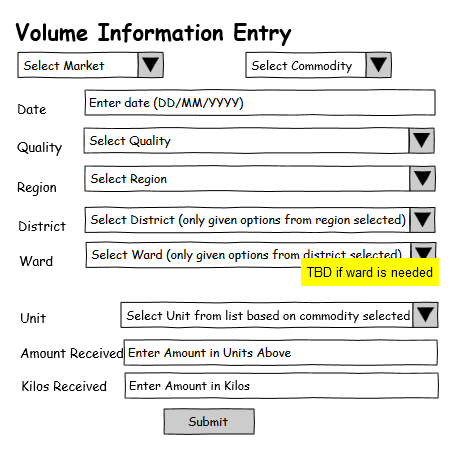 Volume Information Entry
Select Market Select Commodity
Date Enter date (DD/MM/YYYY)
Quality Select Quality
Region Select Region
District Select District (only given options from region selected)
Ward Select Ward (only given options from district selected)
TBD if ward is needed
Unit Select Unit from list based on commodity selected
Amount Received Enter Amount in Units Above
Kilos Received Enter Amount in Kilos
Submit